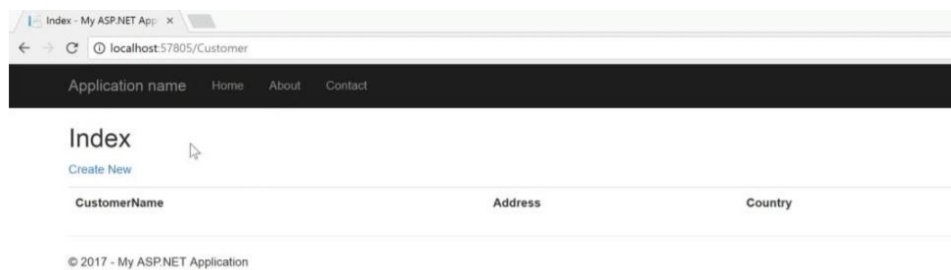 Index - My ASP.NET App
localhost:57805/Customer
Application name Home About Contact
Index
Create New
CustomerName Address Country
© 2017 - My ASP.NET Application